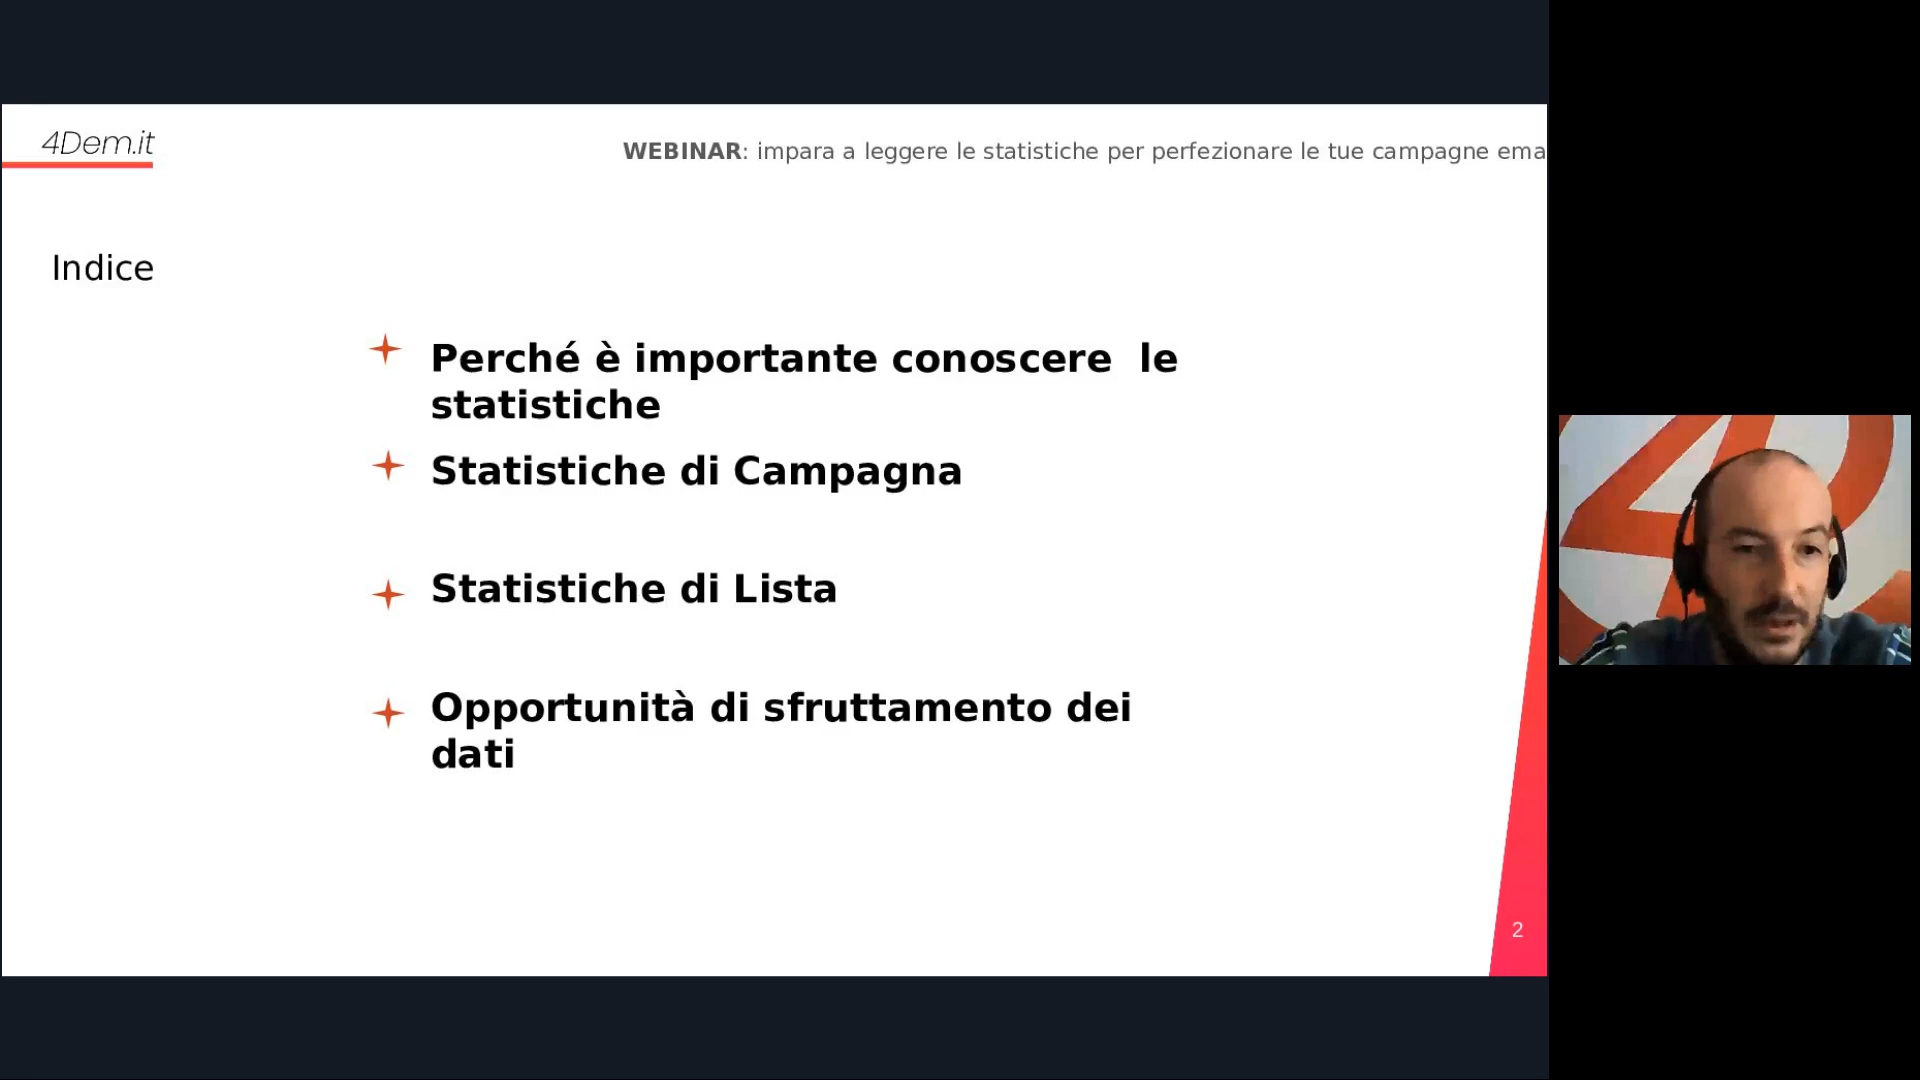 4Dem.it
WEBINAR: impara a leggere le statistiche per perfezionare le tue campagne ema
Indice
Perché è importante conoscere  le
statistiche
Statistiche di Campagna
Statistiche di Lista
Opportunità di sfruttamento dei
dati
2